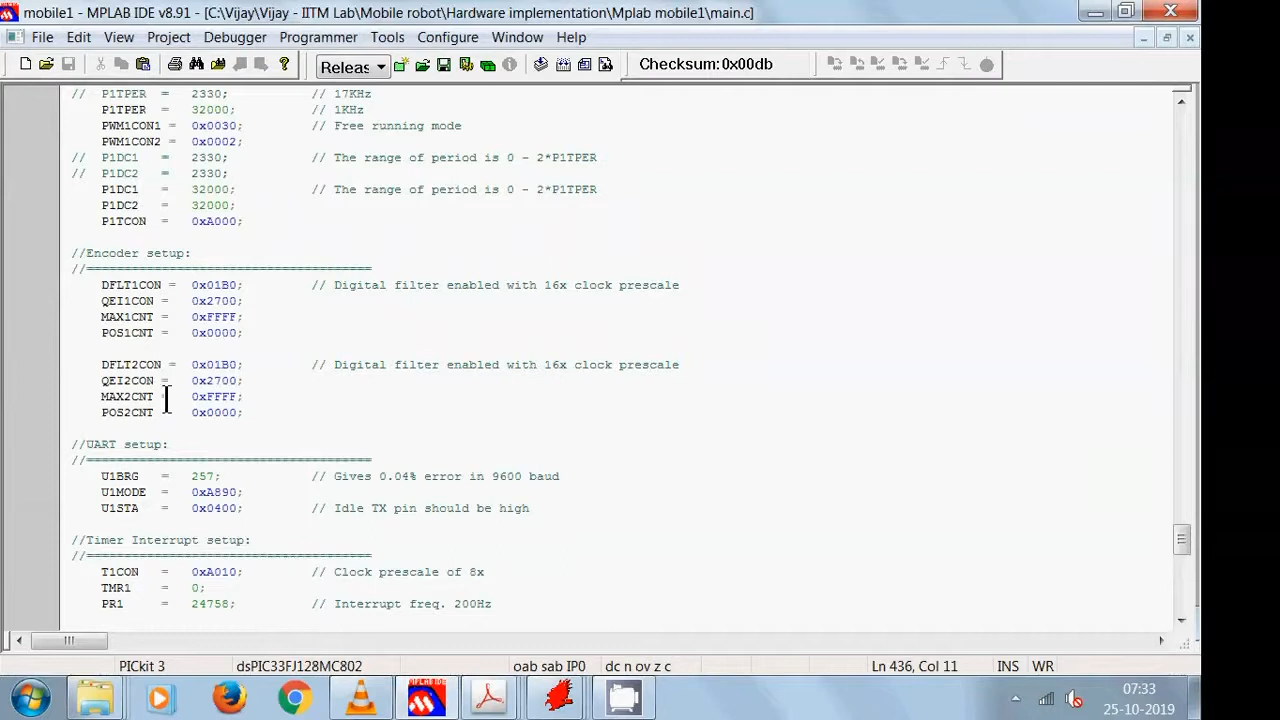 mobile1 - MPLAB IDE v8.91 - [C:\Vijay\Vijay - IITM Lab\Mobile robot\Hardware implementation\Mplab mobile1\main.c]
File Edit View Project Debugger Programmer Tools Configure Window Help
Releas Checksum: 0x00db
// P1TPER = 2330; // 17KHz
P1TPER = 32000; // 1KHz
PWM1CON1 = 0x0030; // Free running mode
PWM1CON2 = 0x0002;
// P1DC1 = 2330; // The range of period is 0 - 2*P1TPER
// P1DC2 = 2330;
P1DC1 = 32000; // The range of period is 0 - 2*P1TPER
P1DC2 = 32000;
P1TCON = 0xA000;
//Encoder setup:
//======================================
DFLT1CON = 0x01B0; // Digital filter enabled with 16x clock prescale
QEI1CON = 0x2700;
MAX1CNT = 0xFFFF;
POS1CNT = 0x0000;
DFLT2CON = 0x01B0; // Digital filter enabled with 16x clock prescale
QEI2CON = 0x2700;
MAX2CNT = 0xFFFF;
POS2CNT = 0x0000;
//UART setup:
//======================================
U1BRG = 257; // Gives 0.04% error in 9600 baud
U1MODE = 0xA890;
U1STA = 0x0400; // Idle TX pin should be high
//Timer Interrupt setup:
//======================================
T1CON = 0xA010; // Clock prescale of 8x
TMR1 = 0;
PR1 = 24758; // Interrupt freq. 200Hz
PICkit 3 dsPIC33FJ128MC802 oab sab IP0 dc n ov z c Ln 436, Col 11 INS WR
07:33
25-10-2019